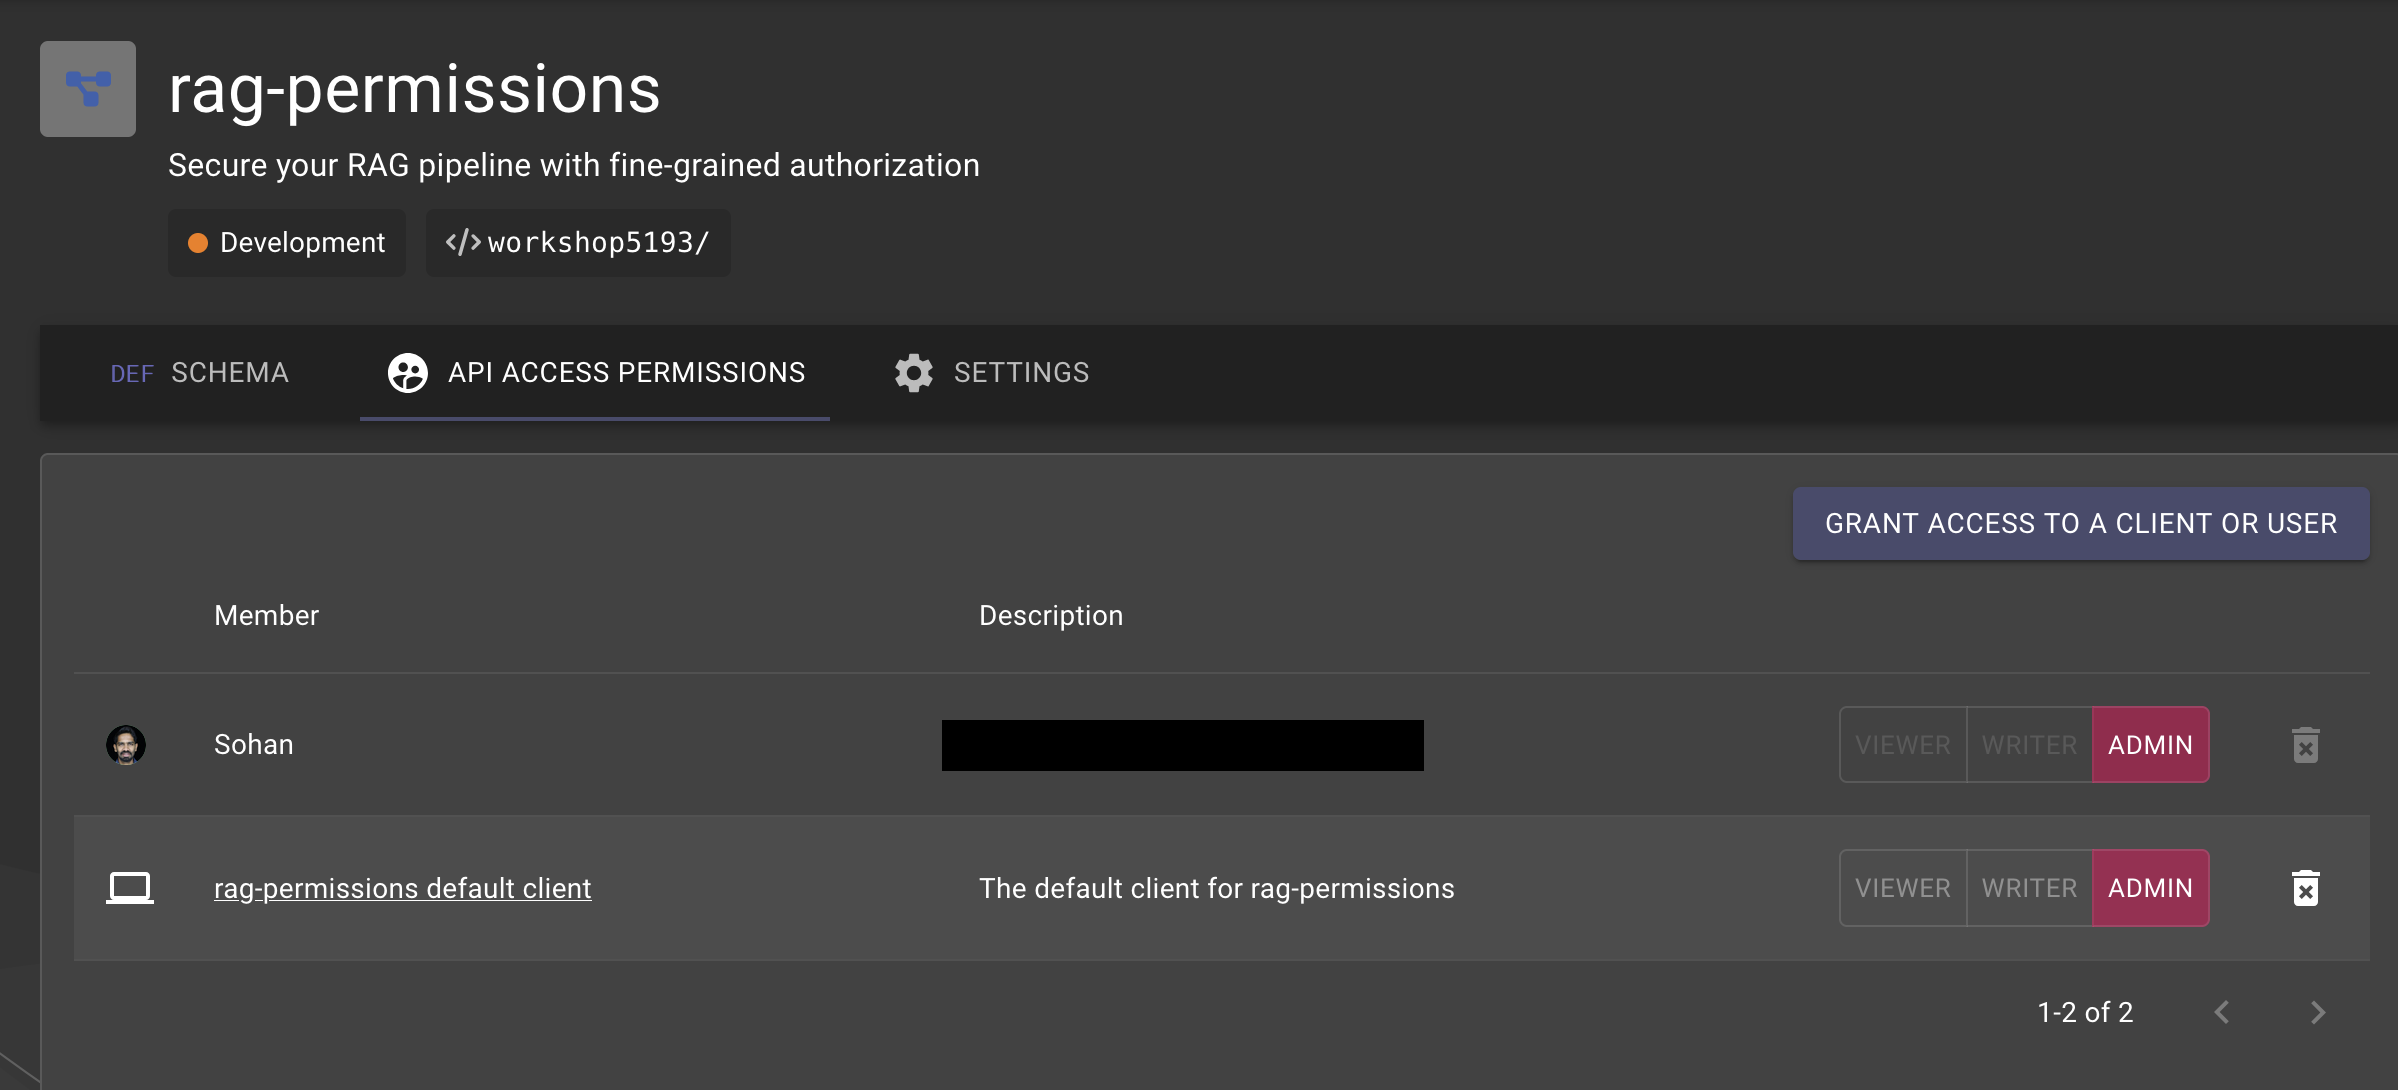 rag-permissions
Secure your RAG pipeline with fine-grained authorization
Development </> workshop5193/
DEF SCHEMA API ACCESS PERMISSIONS SETTINGS
GRANT ACCESS TO A CLIENT OR USER
Member Description
Sohan VIEWER WRITER ADMIN
rag-permissions default client The default client for rag-permissions VIEWER WRITER ADMIN
1-2 of 2